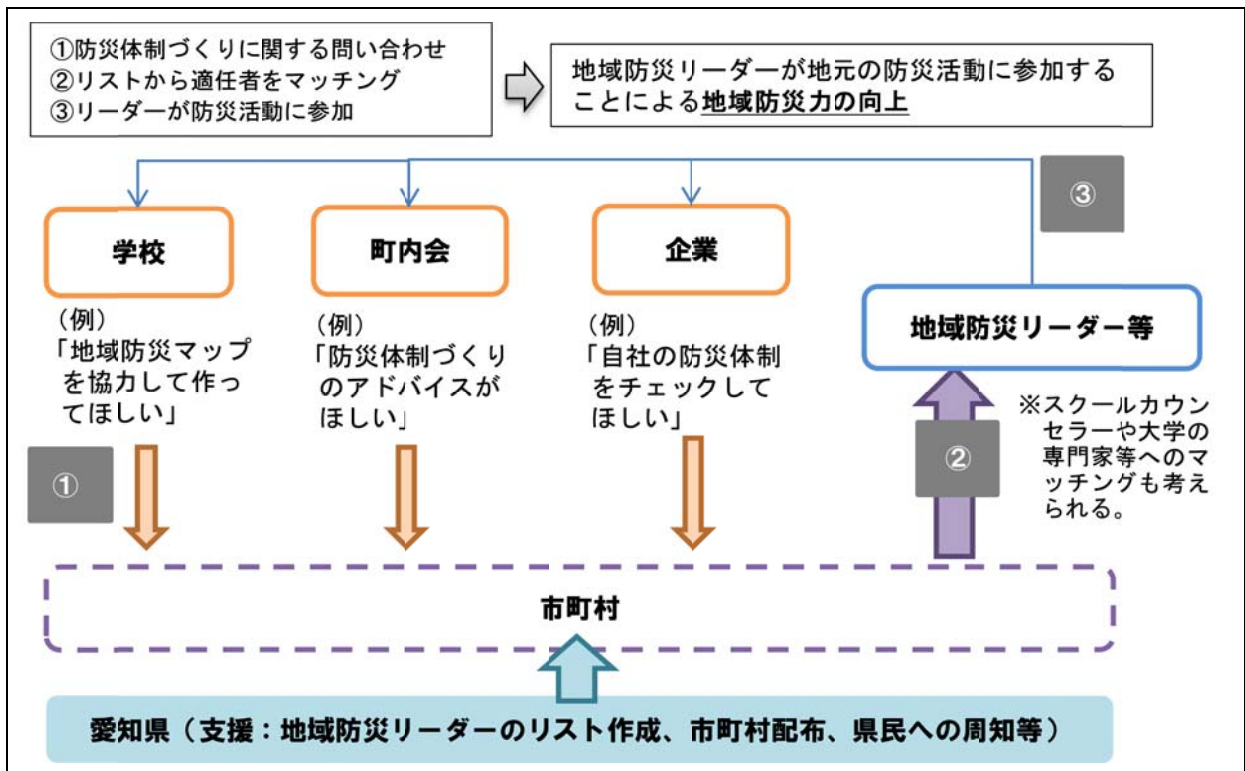 ①防災体制づくりに関する問い合わせ
②リストから適任者をマッチング
③リーダーが防災活動に参加
地域防災リーダーが地元の防災活動に参加する
ことによる地域防災力の向上
③
学校
町内会
企業
地域防災リーダー等
（例）
「地域防災マップ
を協力して作っ
てほしい」
（例）
「防災体制づくり
のアドバイスが
ほしい」
（例）
「自社の防災体制
をチェックして
ほしい」
※スクールカウン
セラーや大学の
専門家等へのマ
ッチングも考え
られる。
①
②
市町村
愛知県（支援：地域防災リーダーのリスト作成、市町村配布、県民への周知等）